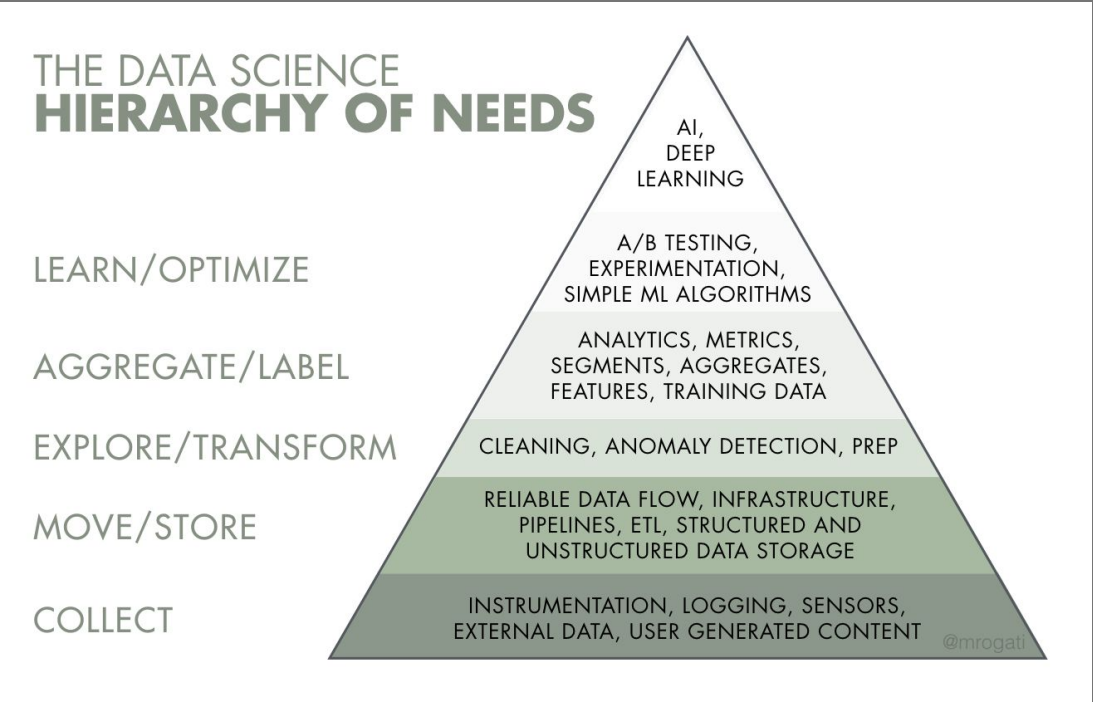 THE DATA SCIENCE
HIERARCHY OF NEEDS
AI,
DEEP
LEARNING
LEARN/OPTIMIZE
A/B TESTING,
EXPERIMENTATION,
SIMPLE ML ALGORITHMS
AGGREGATE/LABEL
ANALYTICS, METRICS,
SEGMENTS, AGGREGATES,
FEATURES, TRAINING DATA
EXPLORE/TRANSFORM
CLEANING, ANOMALY DETECTION, PREP
MOVE/STORE
RELIABLE DATA FLOW, INFRASTRUCTURE,
PIPELINES, ETL, STRUCTURED AND
UNSTRUCTURED DATA STORAGE
COLLECT
INSTRUMENTATION, LOGGING, SENSORS,
EXTERNAL DATA, USER GENERATED CONTENT
@mrogati